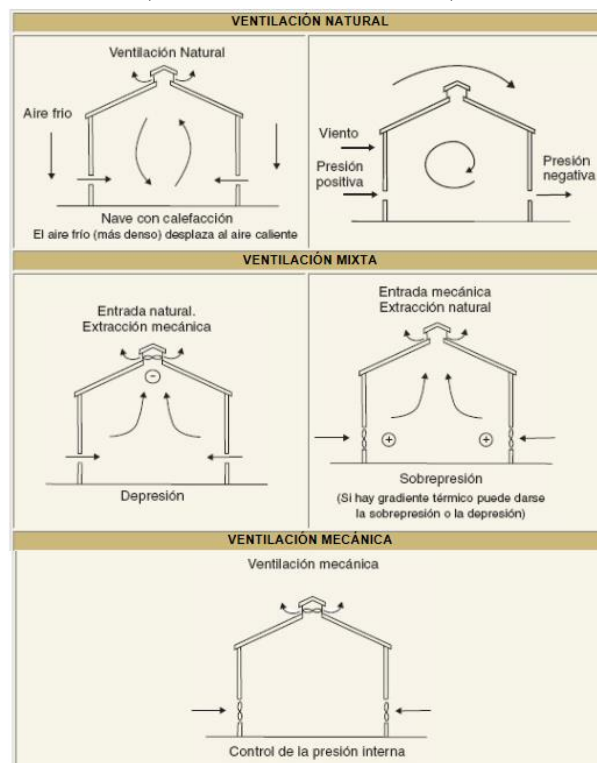 VENTILACIÓN NATURAL
Ventilación Natural
Aire frio
Nave con calefacción
El aire frío (más denso) desplaza al aire caliente
Viento
Presión
positiva
Presión
negativa
VENTILACIÓN MIXTA
Entrada natural.
Extracción mecánica
Depresión
Entrada mecánica
Extracción natural
Sobrepresión
(Si hay gradiente térmico puede darse
la sobrepresión o la depresión)
VENTILACIÓN MECÁNICA
Ventilación mecánica
Control de la presión interna